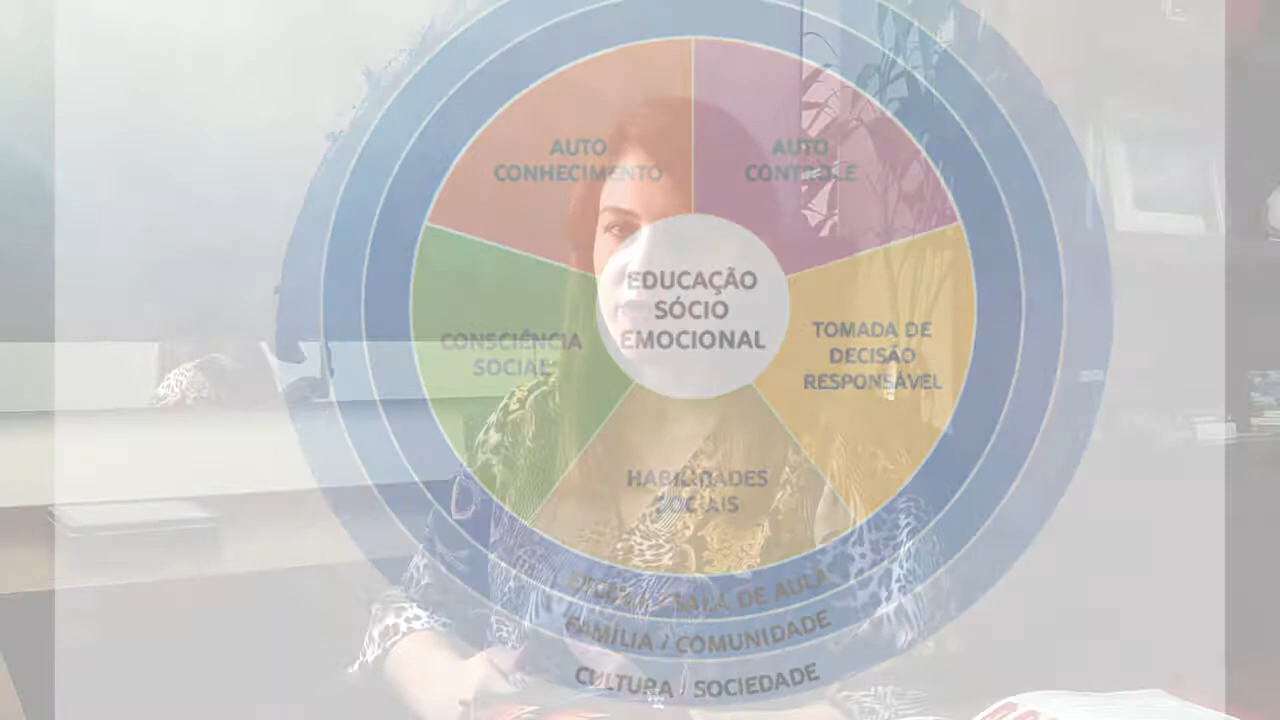 AUTO
CONHECIMENTO
AUTO
CONTROLE
EDUCAÇÃO
SÓCIO
EMOCIONAL
CONSCIÊNCIA
SOCIAL
TOMADA DE
DECISÃO
RESPONSÁVEL
HABILIDADES
SOCIAIS
ESCOLA / SALA DE AULA
FAMÍLIA / COMUNIDADE
CULTURA / SOCIEDADE